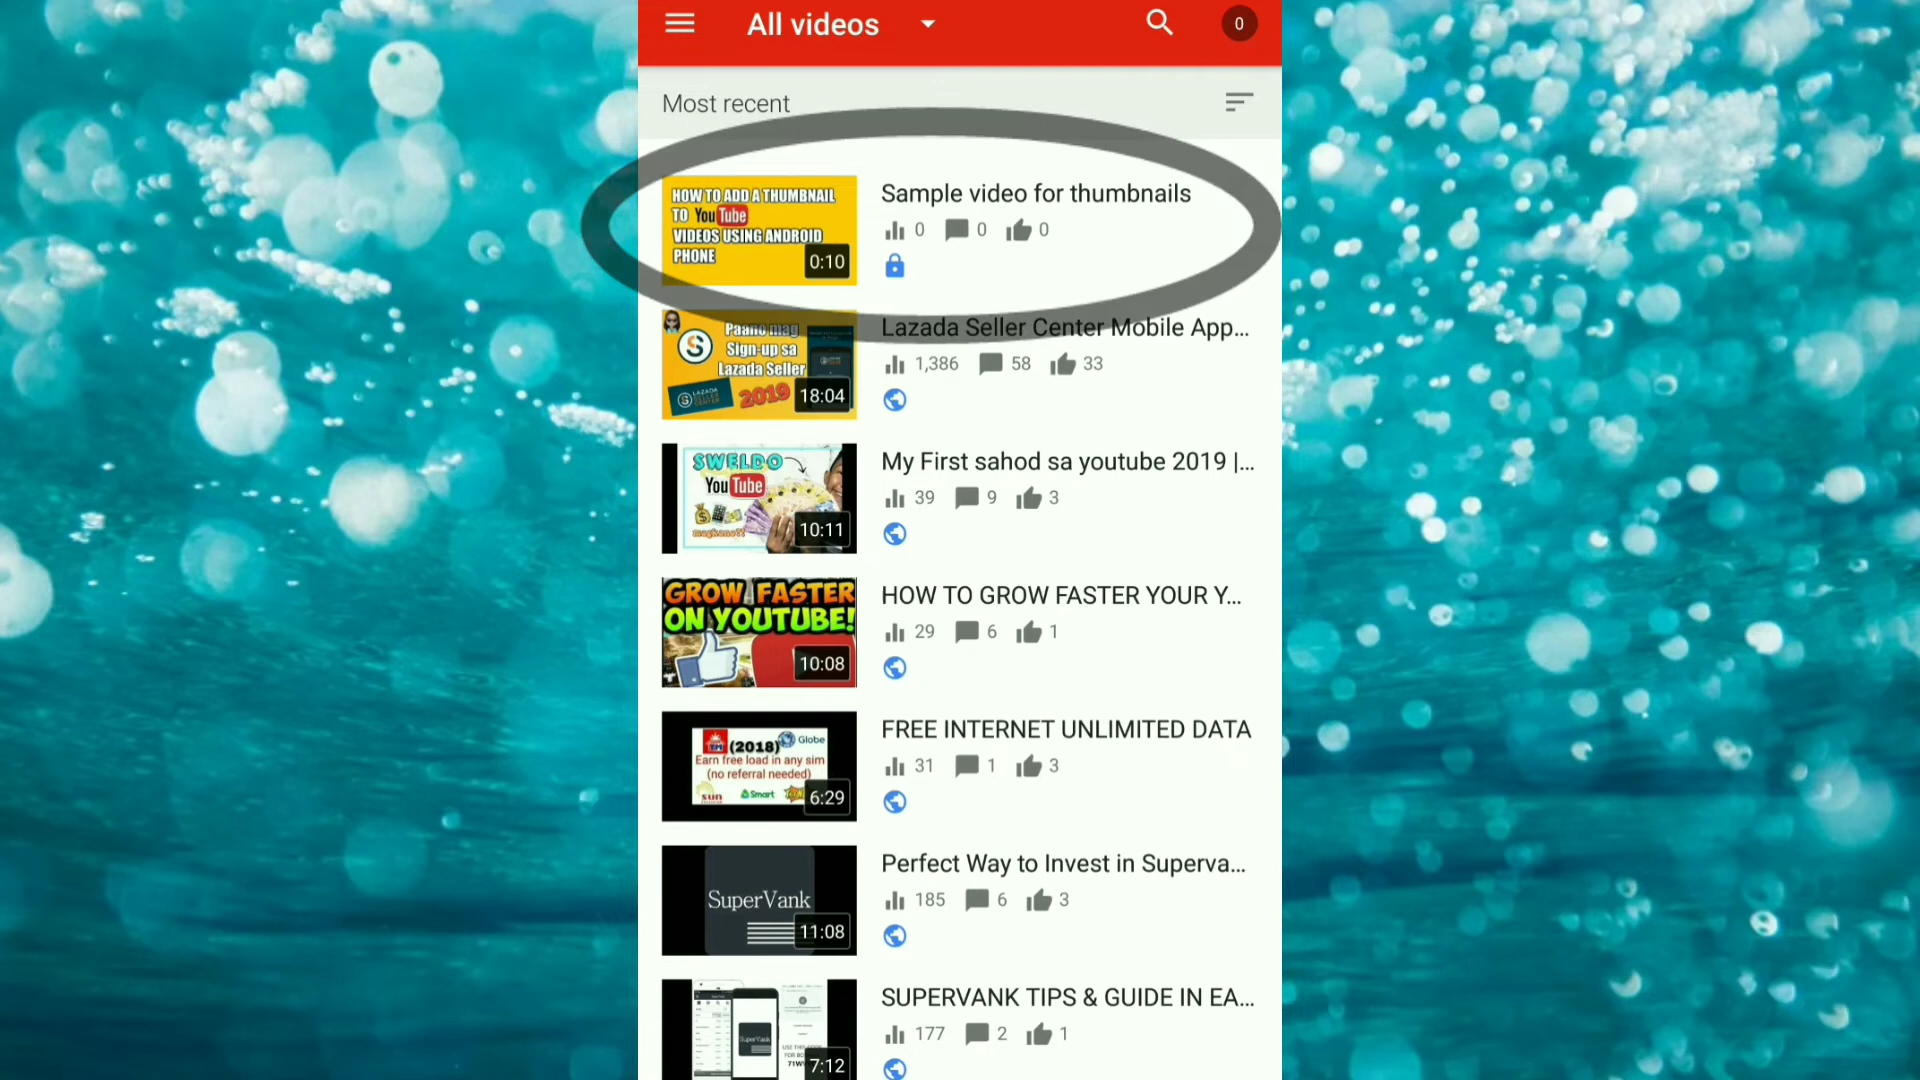 All videos
0
Most recent
HOW TO ADD A THUMBNAIL
TO YouTube
VIDEOS USING ANDROID
PHONE
0:10
Sample video for thumbnails
0 0 0
Paano mag
Sign-up sa
Lazada Seller
LAZADA
SELLER
CENTER
2019
18:04
Lazada Seller Center Mobile App...
1,386 58 33
SWELDO
YouTube
10:11
My First sahod sa youtube 2019 |...
39 9 3
GROW FASTER
ON YOUTUBE!
10:08
HOW TO GROW FASTER YOUR Y...
29 6 1
(2018) Globe
Earn free load in any sim
(no referral needed)
sun Smart
6:29
FREE INTERNET UNLIMITED DATA
31 1 3
SuperVank
11:08
Perfect Way to Invest in Superva...
185 6 3
SuperVank
7:12
SUPERVANK TIPS & GUIDE IN EA...
177 2 1